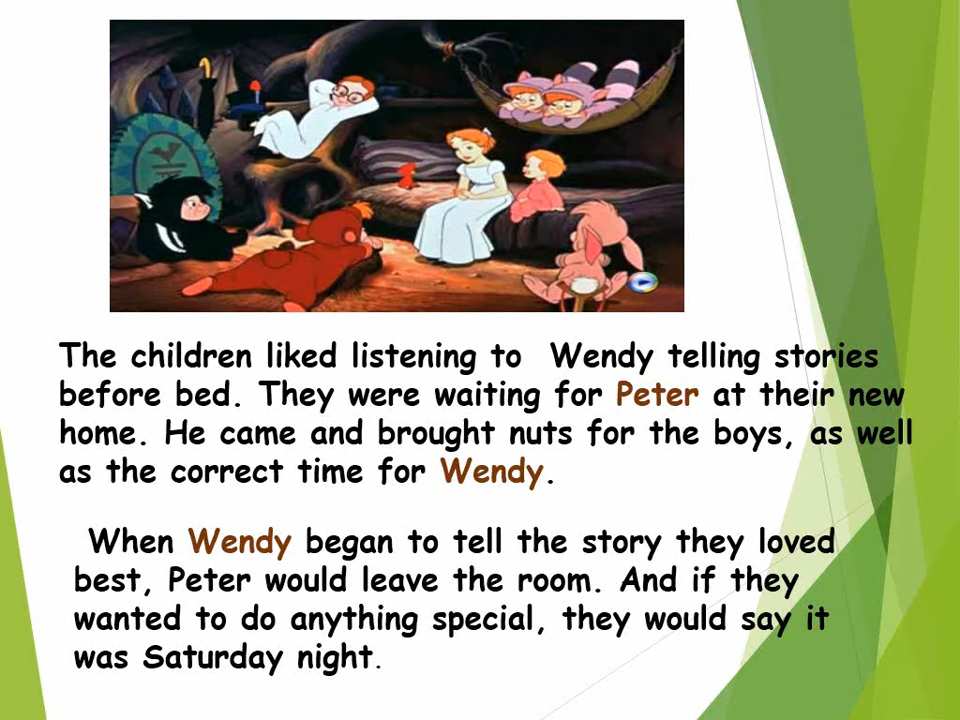 The children liked listening to  Wendy telling stories
before bed. They were waiting for Peter at their new
home. He came and brought nuts for the boys, as well
as the correct time for Wendy.
When Wendy began to tell the story they loved
best, Peter would leave the room. And if they
wanted to do anything special, they would say it
was Saturday night.